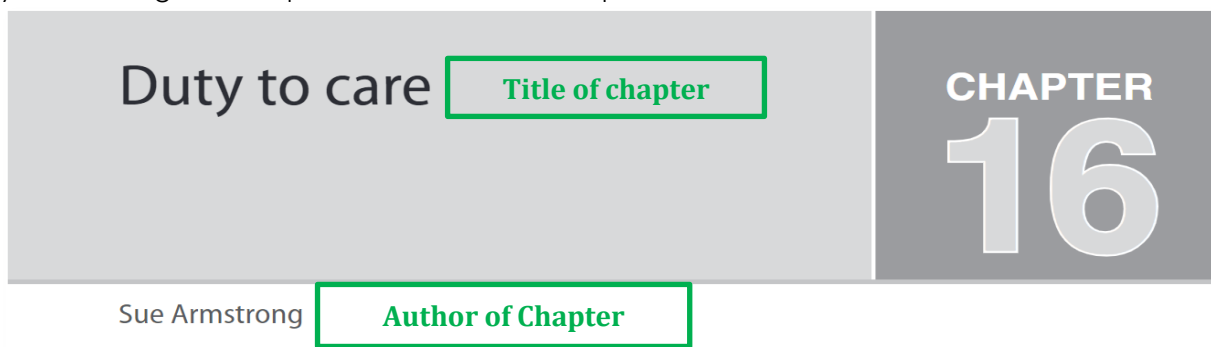 Duty to care
Title of chapter
CHAPTER
16
Sue Armstrong
Author of Chapter